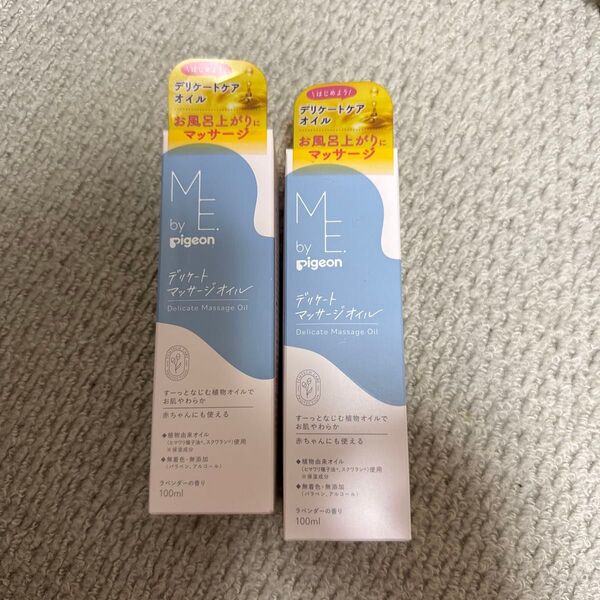 \はじめよう/
デリケートケア
オイル
お風呂上がりに
マッサージ
ME.
by
Pigeon
デリケート
マッサージオイル
Delicate Massage Oil
すーっとなじむ植物オイルで
お肌やわらか
赤ちゃんにも使える
◆植物由来オイル
(ヒマワリ種子油※、スクワラン※)使用
※保湿成分
◆無着色・無添加
(パラベン、アルコール)
ラベンダーの香り
100ml
\はじめよう/
デリケートケア
オイル
お風呂上がりに
マッサージ
ME.
by
Pigeon
デリケート
マッサージオイル
Delicate Massage Oil
すーっとなじむ植物オイルで
お肌やわらか
赤ちゃんにも使える
◆植物由来オイル
(ヒマワリ種子油※、スクワラン※)使用
※保湿成分
◆無着色・無添加
(パラベン、アルコール)
ラベンダーの香り
100ml